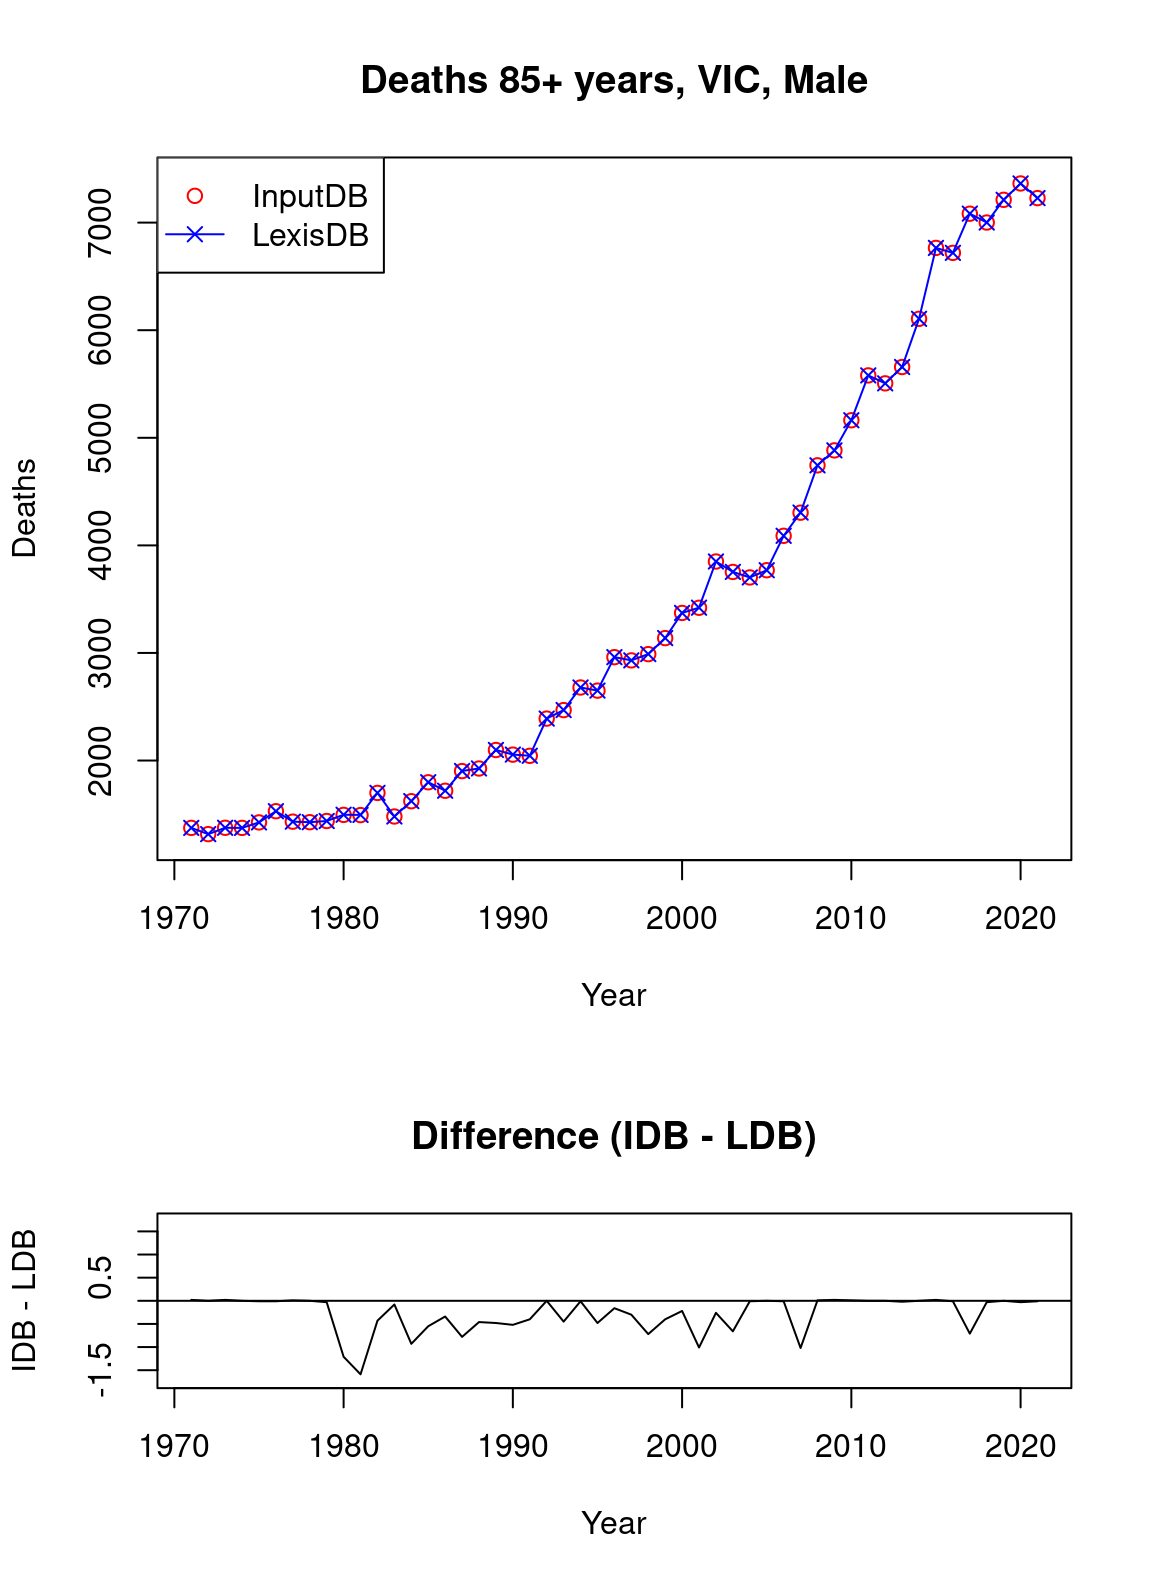 Deaths 85+ years, VIC, Male
InputDB
LexisDB
Deaths
7000
6000
5000
4000
3000
2000
1970 1980 1990 2000 2010 2020
Year
Difference (IDB - LDB)
IDB - LDB
0.5
-1.5
1970 1980 1990 2000 2010 2020
Year